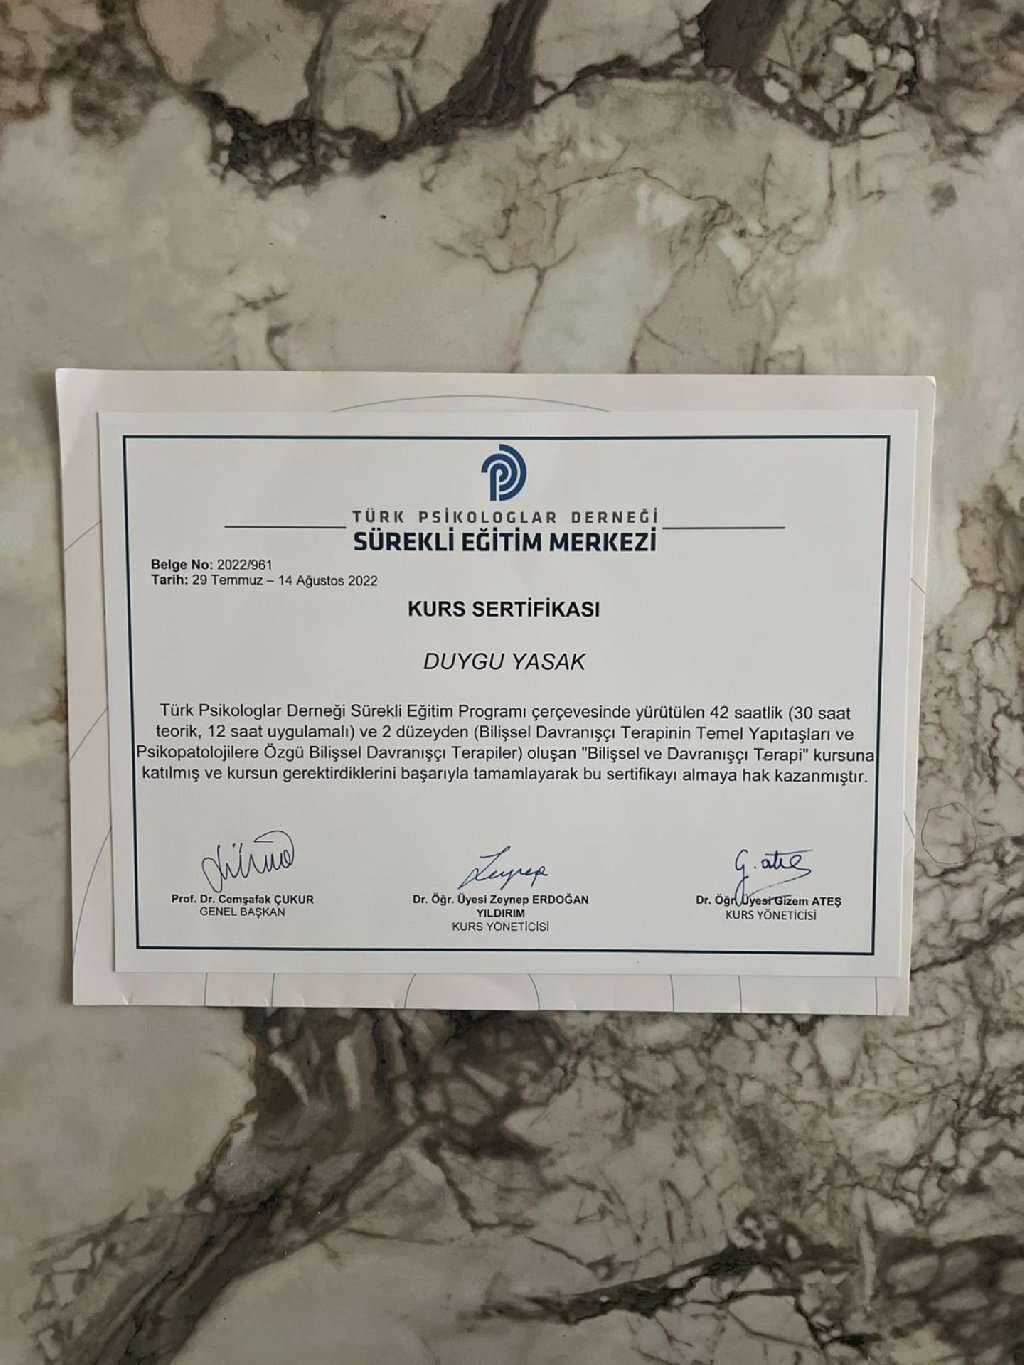 TÜRK PSİKOLOGLAR DERNEĞİ
SÜREKLİ EĞİTİM MERKEZİ
Belge No: 2022/961
Tarih: 29 Temmuz – 14 Ağustos 2022
KURS SERTİFİKASI
DUYGU YASAK
Türk Psikologlar Derneği Sürekli Eğitim Programı çerçevesinde yürütülen 42 saatlik (30 saat
teorik, 12 saat uygulamalı) ve 2 düzeyden (Bilişsel Davranışçı Terapinin Temel Yapıtaşları ve
Psikopatolojilere Özgü Bilişsel Davranışçı Terapiler) oluşan "Bilişsel ve Davranışçı Terapi" kursuna
katılmış ve kursun gerektirdiklerini başarıyla tamamlayarak bu sertifikayı almaya hak kazanmıştır.
Zeynep
G. ateş
Prof. Dr. Cemşafak ÇUKUR
GENEL BAŞKAN
Dr. Öğr. Üyesi Zeynep ERDOĞAN
YILDIRIM
KURS YÖNETİCİSİ
Dr. Öğr. Üyesi Gizem ATEŞ
KURS YÖNETİCİSİ